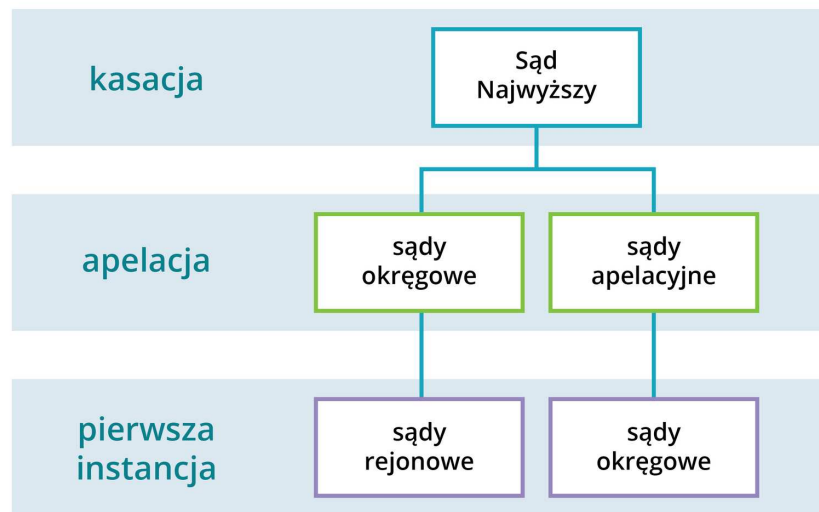 kasacja
Sąd
Najwyższy
apelacja
sądy
okręgowe
sądy
apelacyjne
pierwsza
instancja
sądy
rejonowe
sądy
okręgowe